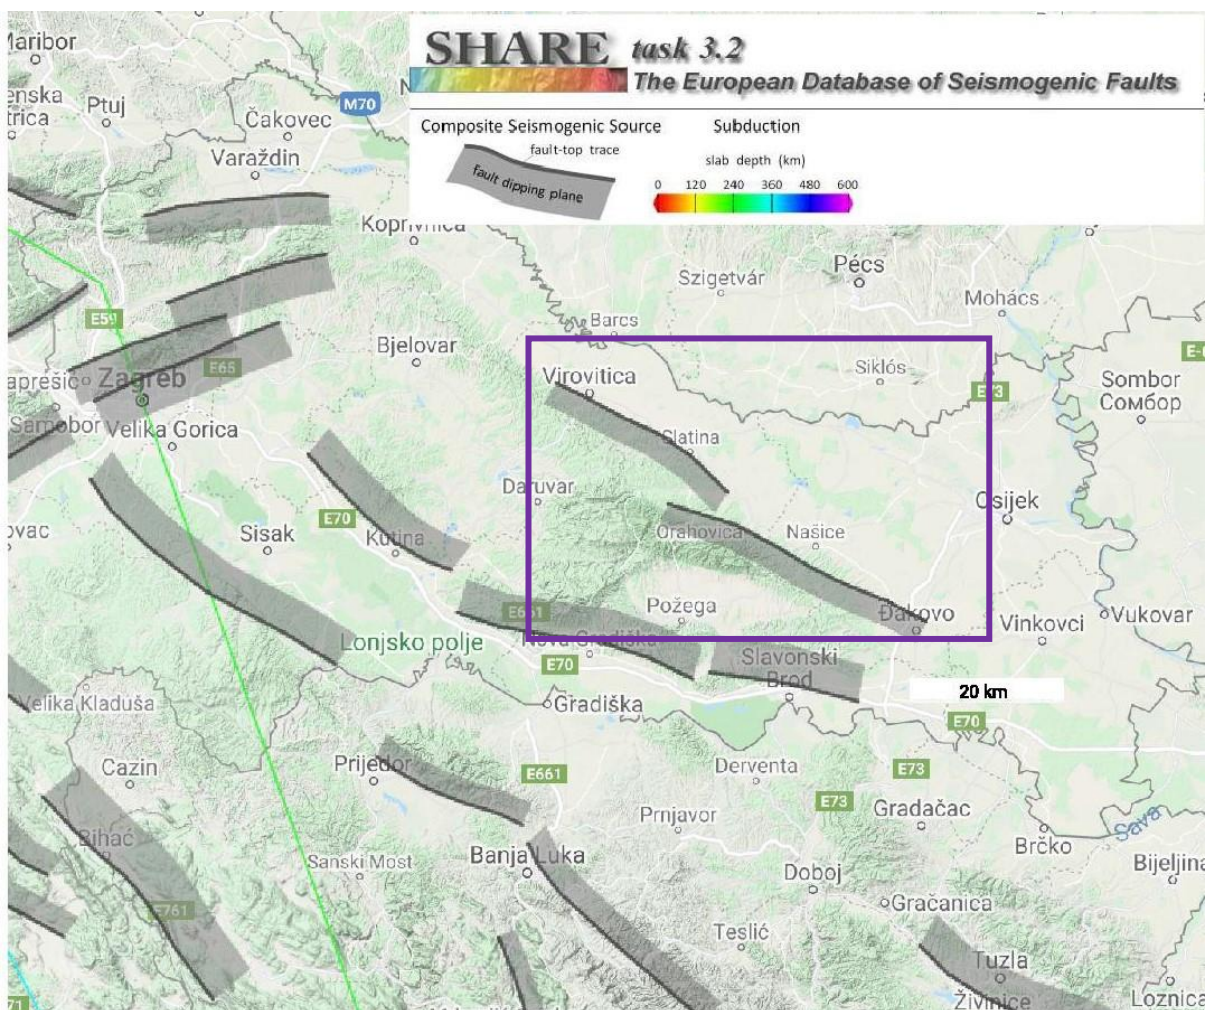 SHARE task 3.2
The European Database of Seismogenic Faults
Composite Seismogenic Source
Subduction
fault-top trace
fault dipping plane
slab depth (km)
0 120 240 360 480 600
Maribor
Ptuj
Čakovec
M70
Varaždin
Koprivnica
Szigetvár
Pécs
Mohács
Barcs
E59
E65
Bjelovar
Virovitica
Siklós
E73
Sombor
Сомбор
Zagreb
Samobor
Velika Gorica
Slatina
Daruvar
Osijek
Sisak
E70
Kutina
Orahovica
Našice
E661
Požega
Đakovo
Vinkovci
Vukovar
Lonjsko polje
Nova Gradiška
E70
Slavonski
Brod
20 km
Velika Kladuša
Gradiška
E70
Cazin
Prijedor
E661
Derventa
E73
E73
Gradačac
Prnjavor
Brčko
Sava
Bihać
Sanski Most
Banja Luka
Doboj
Bijeljina
E761
Gračanica
Teslić
Tuzla
Živinice
Loznica
71